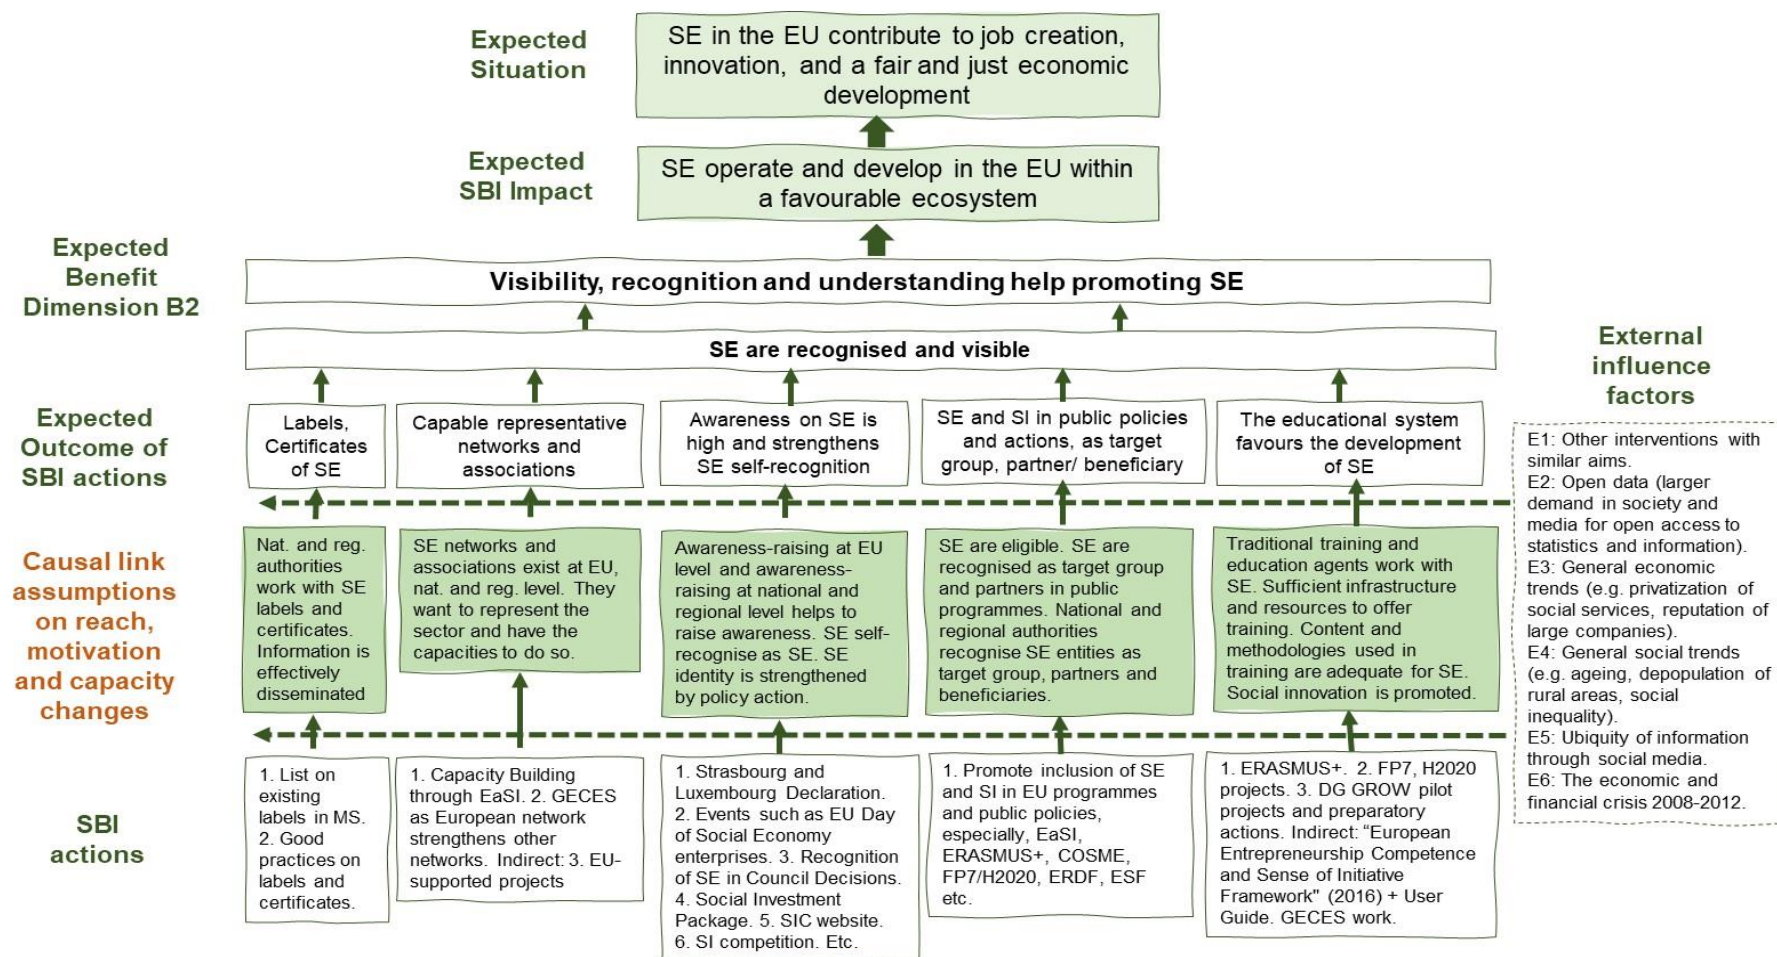 Expected
Situation
SE in the EU contribute to job creation,
innovation, and a fair and just economic
development
Expected
SBI Impact
SE operate and develop in the EU within
a favourable ecosystem
Expected
Benefit
Dimension B2
Visibility, recognition and understanding help promoting SE
SE are recognised and visible
Expected
Outcome of
SBI actions
Labels,
Certificates
of SE
Capable representative
networks and
associations
Awareness on SE is
high and strengthens
SE self-recognition
SE and SI in public policies
and actions, as target
group, partner/ beneficiary
The educational system
favours the development
of SE
Causal link
assumptions
on reach,
motivation
and capacity
changes
Nat. and reg.
authorities
work with SE
labels and
certificates.
Information is
effectively
disseminated
SE networks and
associations exist at EU,
nat. and reg. level. They
want to represent the
sector and have the
capacities to do so.
Awareness-raising at EU
level and awareness-
raising at national and
regional level helps to
raise awareness. SE self-
recognise as SE. SE
identity is strengthened
by policy action.
SE are eligible. SE are
recognised as target group
and partners in public
programmes. National and
regional authorities
recognise SE entities as
target group, partners and
beneficiaries.
Traditional training and
education agents work with
SE. Sufficient infrastructure
and resources to offer
training. Content and
methodologies used in
training are adequate for SE.
Social innovation is promoted.
SBI
actions
1. List on
existing
labels in MS.
2. Good
practices on
labels and
certificates.
1. Capacity Building
through EaSI. 2. GECES
as European network
strengthens other
networks. Indirect: 3. EU-
supported projects
1. Strasbourg and
Luxembourg Declaration.
2. Events such as EU Day
of Social Economy
enterprises. 3. Recognition
of SE in Council Decisions.
4. Social Investment
Package. 5. SIC website.
6. SI competition. Etc.
1. Promote inclusion of SE
and SI in EU programmes
and public policies,
especially, EaSI,
ERASMUS+, COSME,
FP7/H2020, ERDF, ESF
etc.
1. ERASMUS+. 2. FP7, H2020
projects. 3. DG GROW pilot
projects and preparatory
actions. Indirect: “European
Entrepreneurship Competence
and Sense of Initiative
Framework" (2016) + User
Guide. GECES work.
External
influence
factors
E1: Other interventions with
similar aims.
E2: Open data (larger
demand in society and
media for open access to
statistics and information).
E3: General economic
trends (e.g. privatization of
social services, reputation of
large companies).
E4: General social trends
(e.g. ageing, depopulation of
rural areas, social
inequality).
E5: Ubiquity of information
through social media.
E6: The economic and
financial crisis 2008-2012.